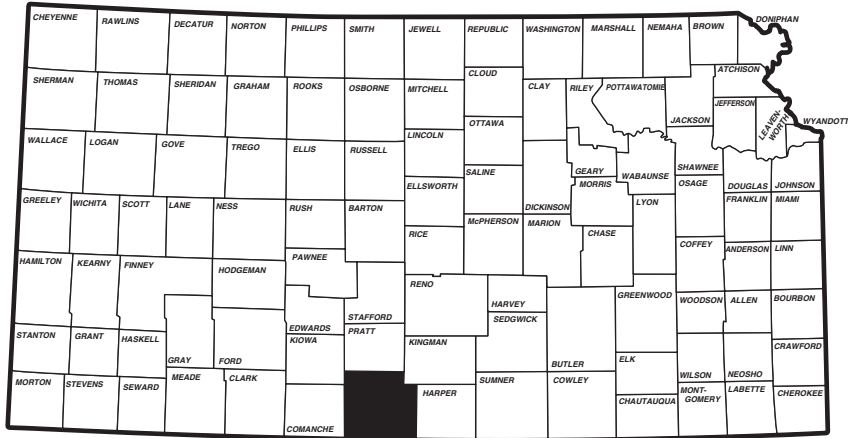 CHEYENNE
RAWLINS
DECATUR
NORTON
PHILLIPS
SMITH
JEWELL
REPUBLIC
WASHINGTON
MARSHALL
NEMAHA
BROWN
DONIPHAN
SHERMAN
THOMAS
SHERIDAN
GRAHAM
ROOKS
OSBORNE
MITCHELL
CLOUD
CLAY
RILEY
POTTAWATOMIE
ATCHISON
JACKSON
JEFFERSON
LEAVEN-
WORTH
WYANDOTT
WALLACE
LOGAN
GOVE
TREGO
ELLIS
RUSSELL
LINCOLN
OTTAWA
SALINE
DICKINSON
GEARY
MORRIS
WABAUNSE
SHAWNEE
OSAGE
DOUGLAS
JOHNSON
GREELEY
WICHITA
SCOTT
LANE
NESS
RUSH
BARTON
ELLSWORTH
RICE
McPHERSON
MARION
CHASE
LYON
FRANKLIN
MIAMI
HAMILTON
KEARNY
FINNEY
HODGEMAN
PAWNEE
STAFFORD
RENO
HARVEY
SEDGWICK
BUTLER
GREENWOOD
COFFEY
ANDERSON
LINN
WOODSON
ALLEN
BOURBON
STANTON
GRANT
HASKELL
GRAY
FORD
EDWARDS
KIOWA
PRATT
KINGMAN
ELK
WILSON
NEOSHO
CRAWFORD
MORTON
STEVENS
SEWARD
MEADE
CLARK
COMANCHE
HARPER
SUMNER
COWLEY
CHAUTAUQUA
MONT-
GOMERY
LABETTE
CHEROKEE